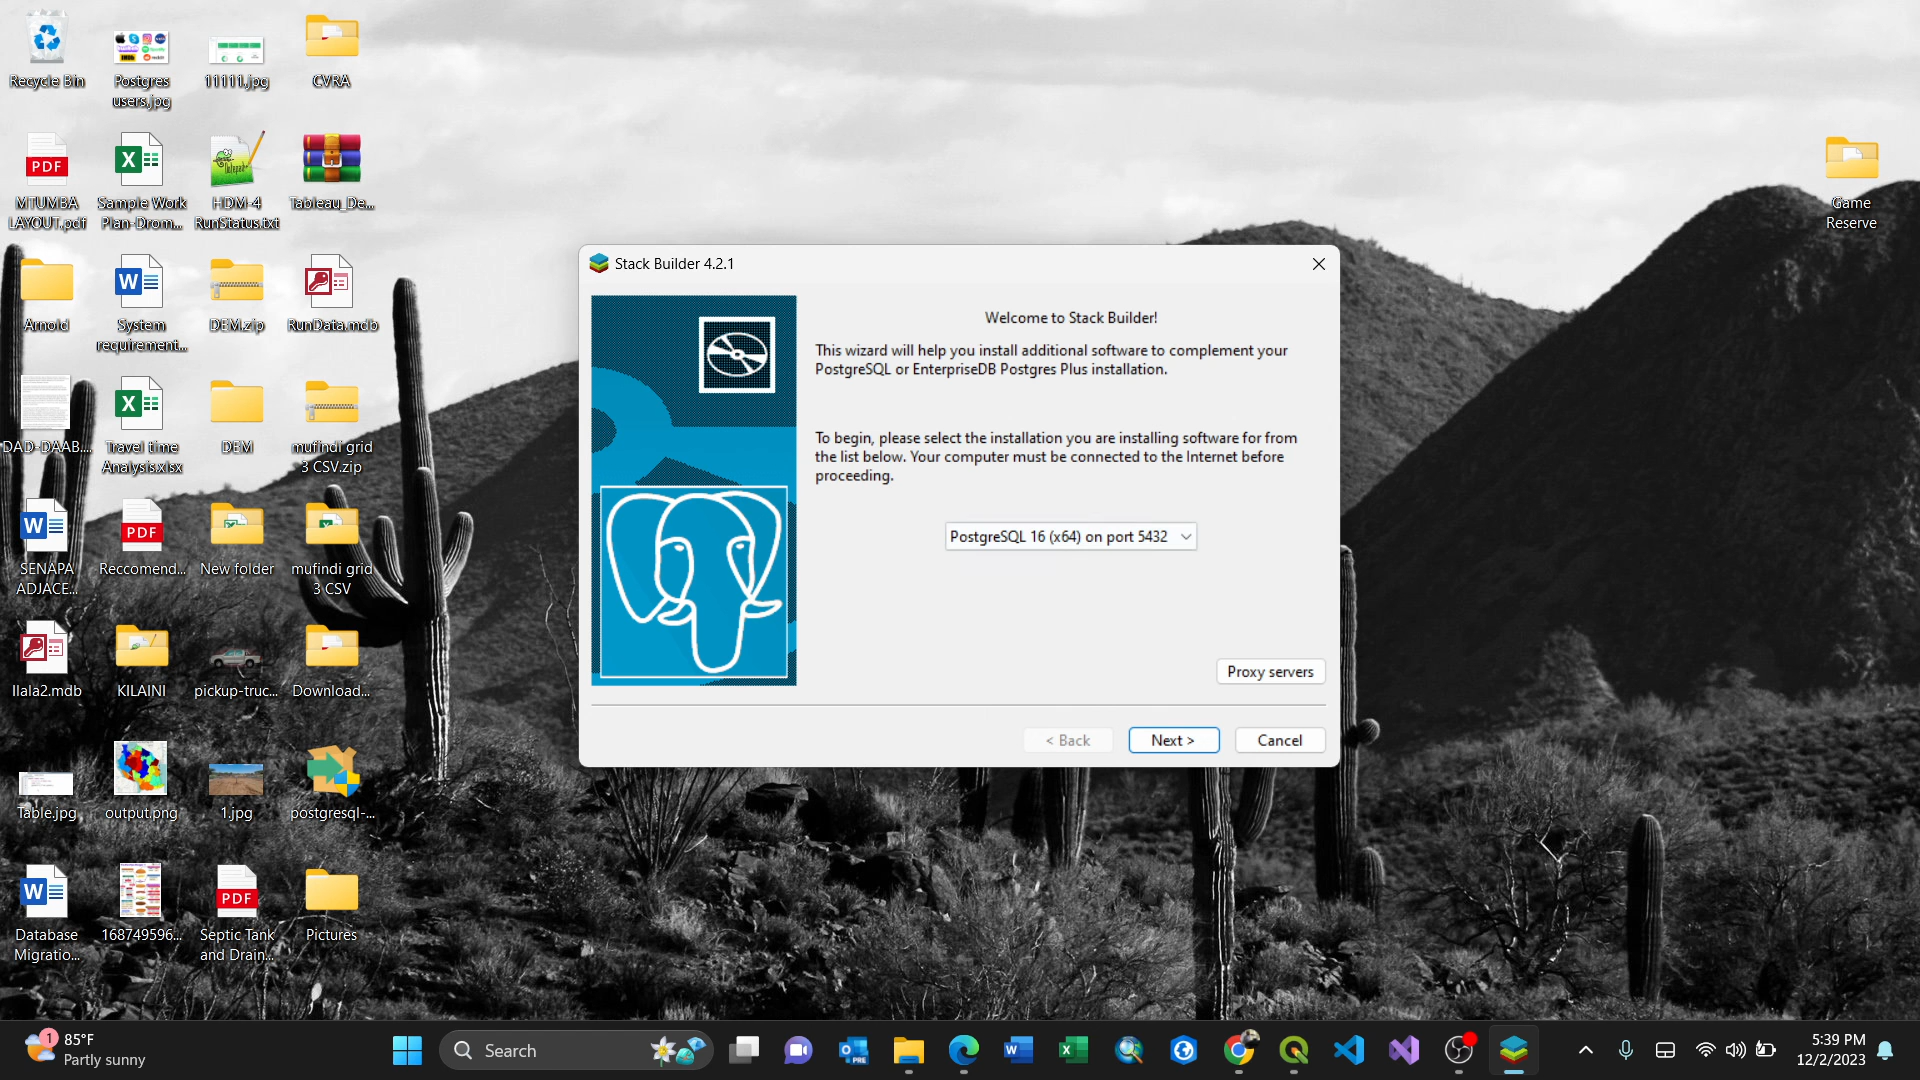 Recycle Bin
Postgres
users.jpg
11111.jpg
CVRA
PDF
MTUMBA
LAYOUT.pdf
Sample Work
Plan-Drom...
HDM-4
RunStatus.txt
Tableau_De...
Game
Reserve
Arnold
System
requirement...
DEM.zip
RunData.mdb
DAD-DAAB....
Travel time
Analysis.xlsx
DEM
mufindi grid
3 CSV.zip
SENAPA
ADJACE...
PDF
Reccomend...
New folder
mufindi grid
3 CSV
Ilala2.mdb
KILAINI
pickup-truc...
Download...
Table.jpg
output.png
1.jpg
postgresql-...
Database
Migratio...
168749596...
PDF
Septic Tank
and Drain...
Pictures
Stack Builder 4.2.1
Welcome to Stack Builder!
This wizard will help you install additional software to complement your
PostgreSQL or EnterpriseDB Postgres Plus installation.
To begin, please select the installation you are installing software for from
the list below. Your computer must be connected to the Internet before
proceeding.
PostgreSQL 16 (x64) on port 5432
Proxy servers
< Back
Next >
Cancel
1
85°F
Partly sunny
Search
PRE
5:39 PM
12/2/2023